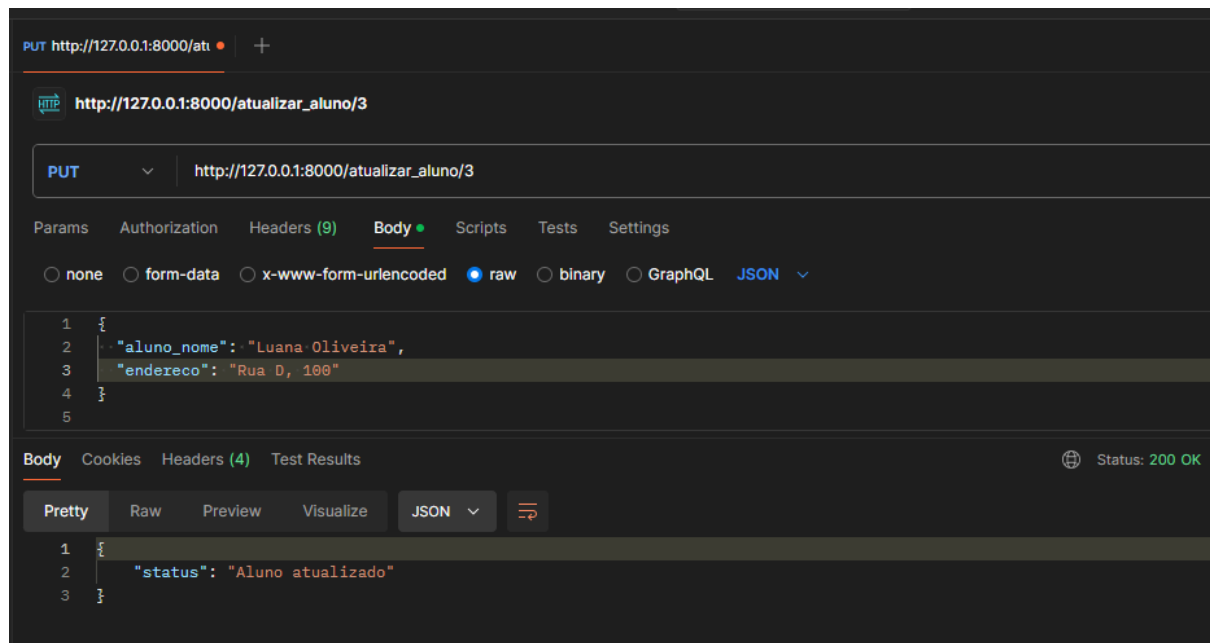 PUT http://127.0.0.1:8000/atu
HTTP http://127.0.0.1:8000/atualizar_aluno/3
PUT http://127.0.0.1:8000/atualizar_aluno/3
Params Authorization Headers (9) Body Scripts Tests Settings
none form-data x-www-form-urlencoded raw binary GraphQL JSON
1 {
2 "aluno_nome": "Luana Oliveira",
3 "endereco": "Rua D, 100"
4 }
5
Body Cookies Headers (4) Test Results Status: 200 OK
Pretty Raw Preview Visualize JSON
1 {
2 "status": "Aluno atualizado"
3 }